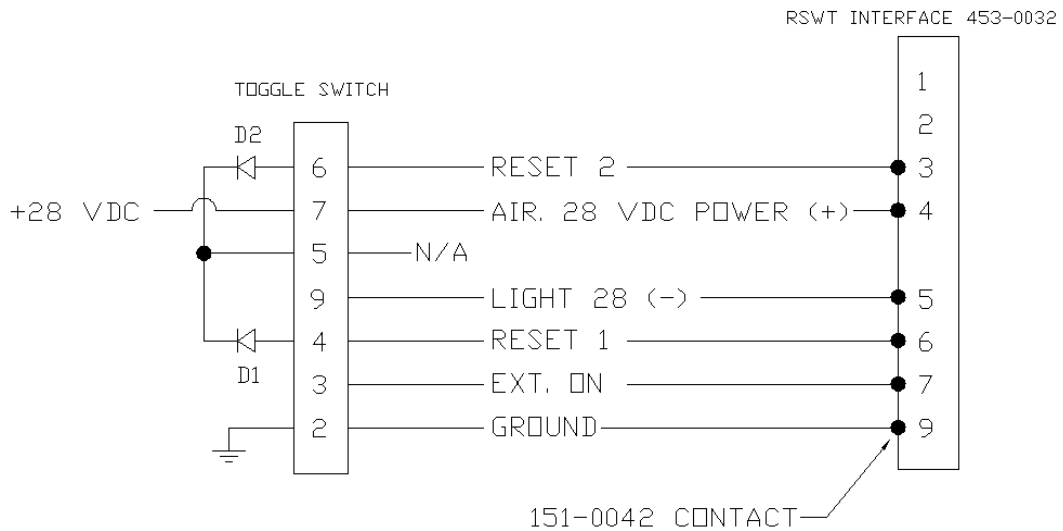 RSWT INTERFACE 453-0032
TOGGLE SWITCH
1
2
D2
6 RESET 2 3
+28 VDC 7 AIR. 28 VDC POWER (+) 4
5 N/A
9 LIGHT 28 (-) 5
4 RESET 1 6
D1
3 EXT. ON 7
2 GROUND 9
151-0042 CONTACT